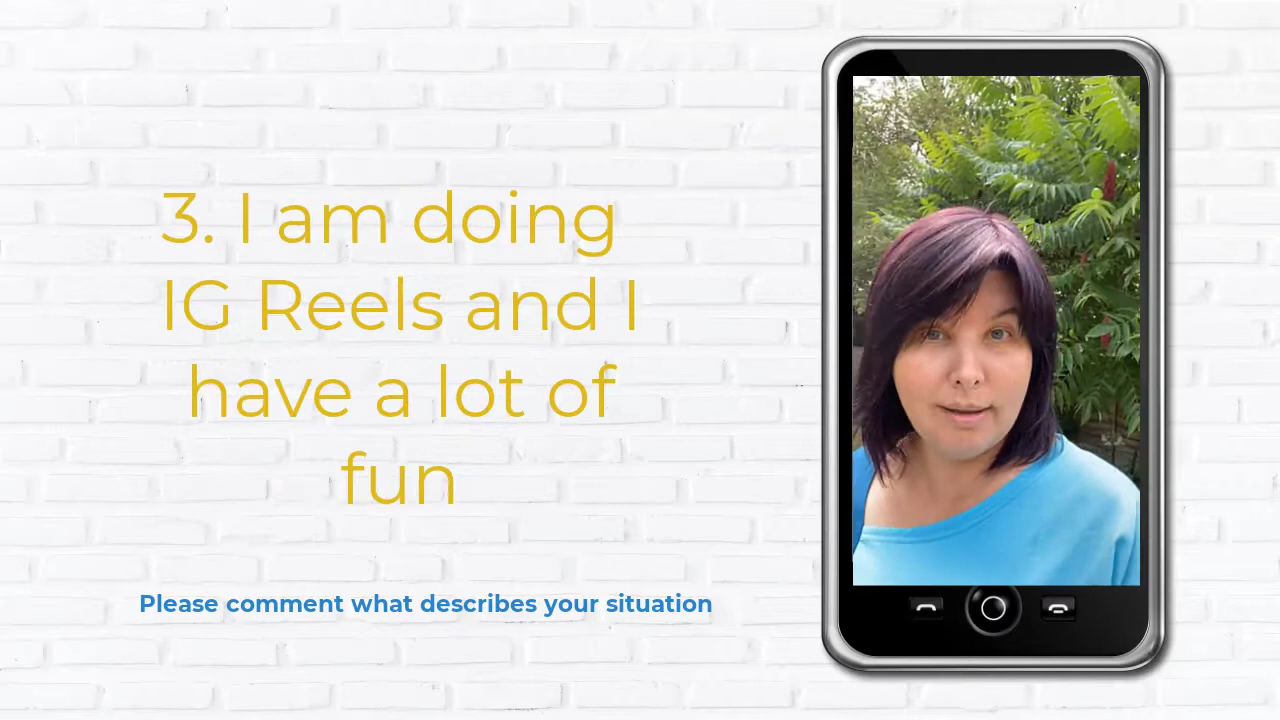 3. I am doing
IG Reels and I
have a lot of
fun
Please comment what describes your situation